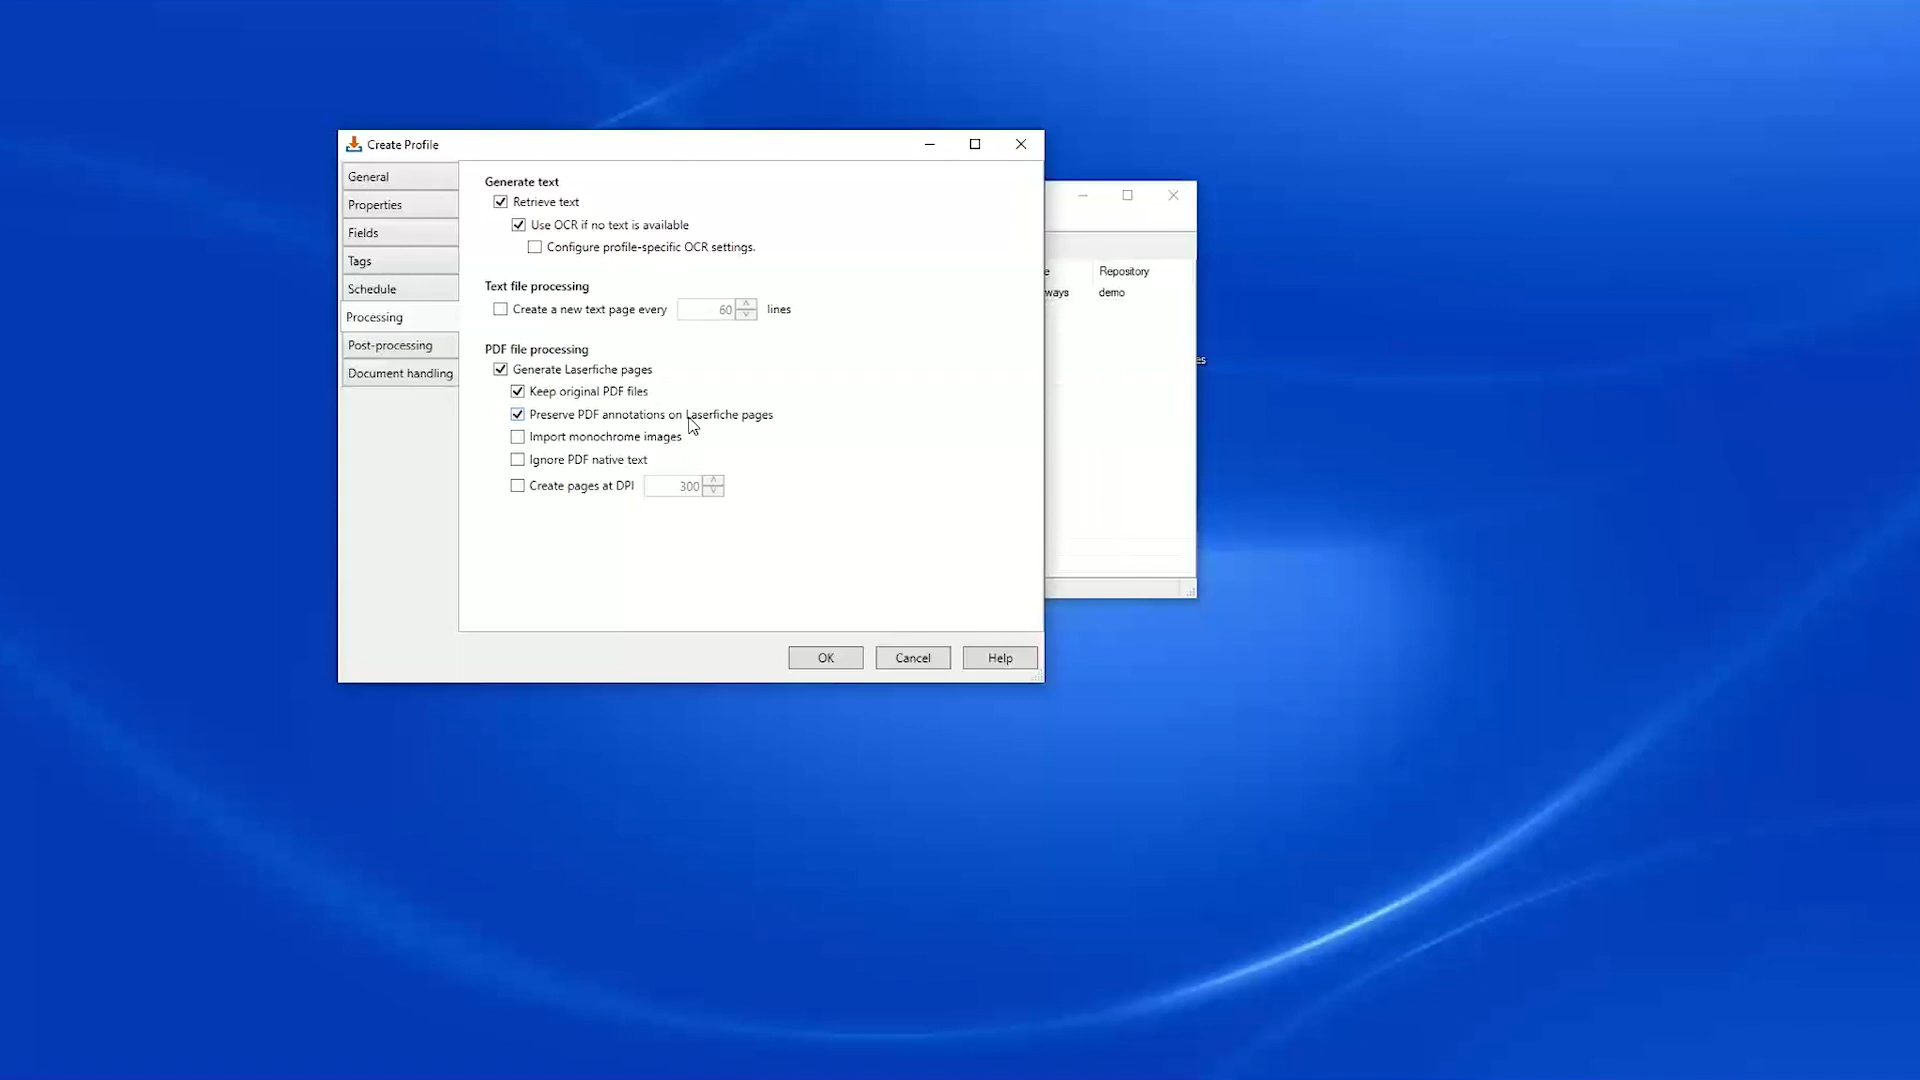 Create Profile
General
Properties
Fields
Tags
Schedule
Processing
Post-processing
Document handling
Generate text
Retrieve text
Use OCR if no text is available
Configure profile-specific OCR settings.
Text file processing
Create a new text page every 60 lines
PDF file processing
Generate Laserfiche pages
Keep original PDF files
Preserve PDF annotations on Laserfiche pages
Import monochrome images
Ignore PDF native text
Create pages at DPI 300
OK Cancel Help
e Repository
ways demo
es